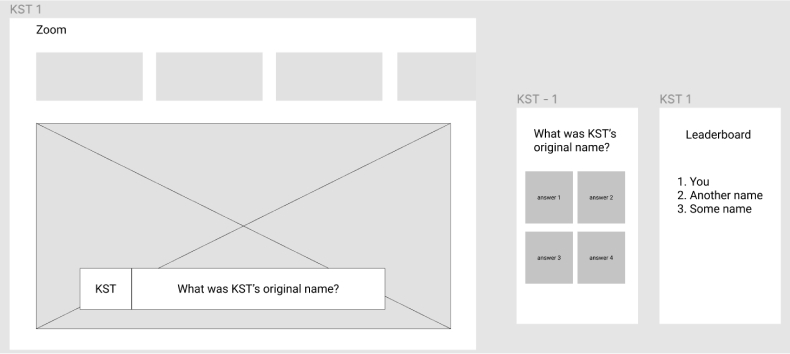 KST 1
Zoom
KST
What was KST's original name?
KST - 1
What was KST's
original name?
answer 1
answer 2
answer 3
answer 4
KST 1
Leaderboard
1. You
2. Another name
3. Some name